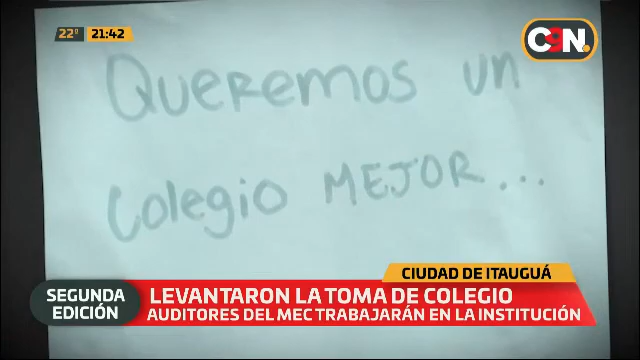 22º 21:42
C9N.
Queremos un
colegio MEJOR...
CIUDAD DE ITAUGUÁ
SEGUNDA
EDICIÓN
LEVANTARON LA TOMA DE COLEGIO
AUDITORES DEL MEC TRABAJARÁN EN LA INSTITUCIÓN